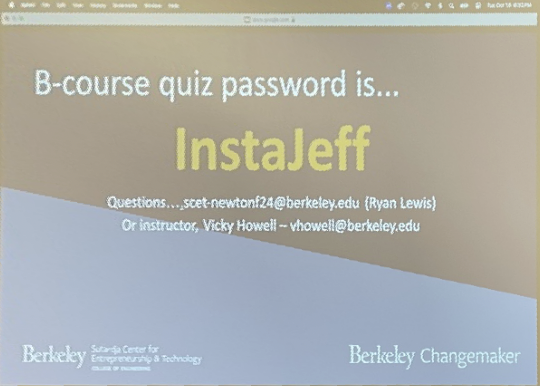 B-course quiz password is...
InstaJeff
Questions...,scet-newtonf24@berkeley.edu (Ryan Lewis)
Or instructor, Vicky Howell – vhowell@berkeley.edu
Berkeley
Sutardja Center for
Entrepreneurship & Technology
COLLEGE OF ENGINEERING
Berkeley Changemaker